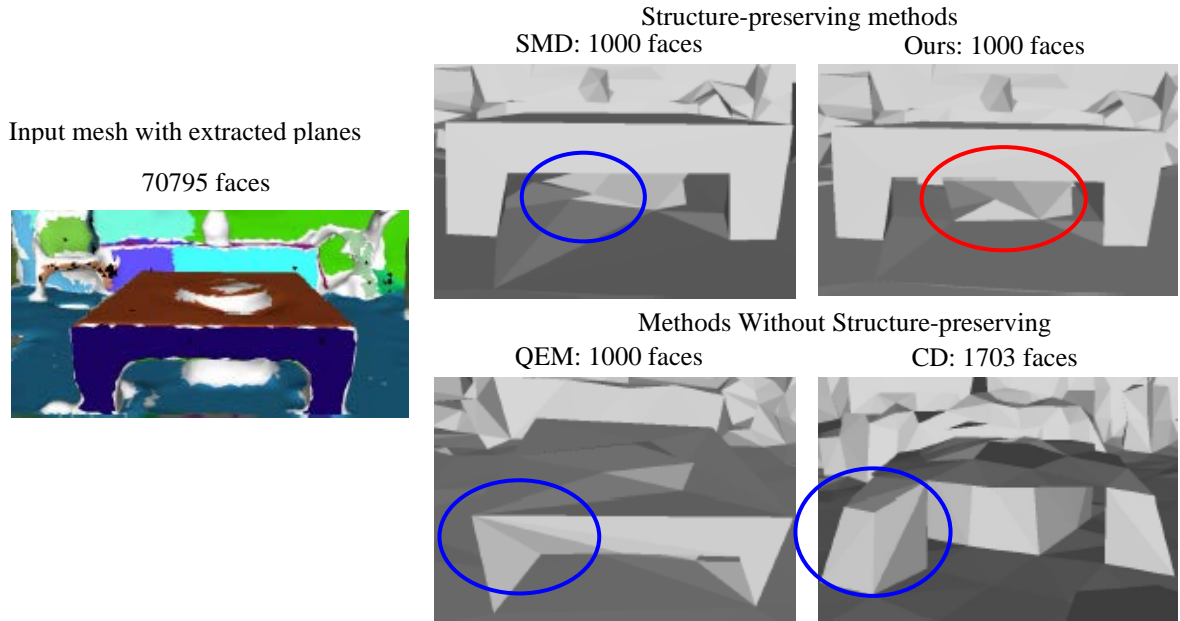 Structure-preserving methods
SMD: 1000 faces
Ours: 1000 faces
Input mesh with extracted planes
70795 faces
Methods Without Structure-preserving
QEM: 1000 faces
CD: 1703 faces